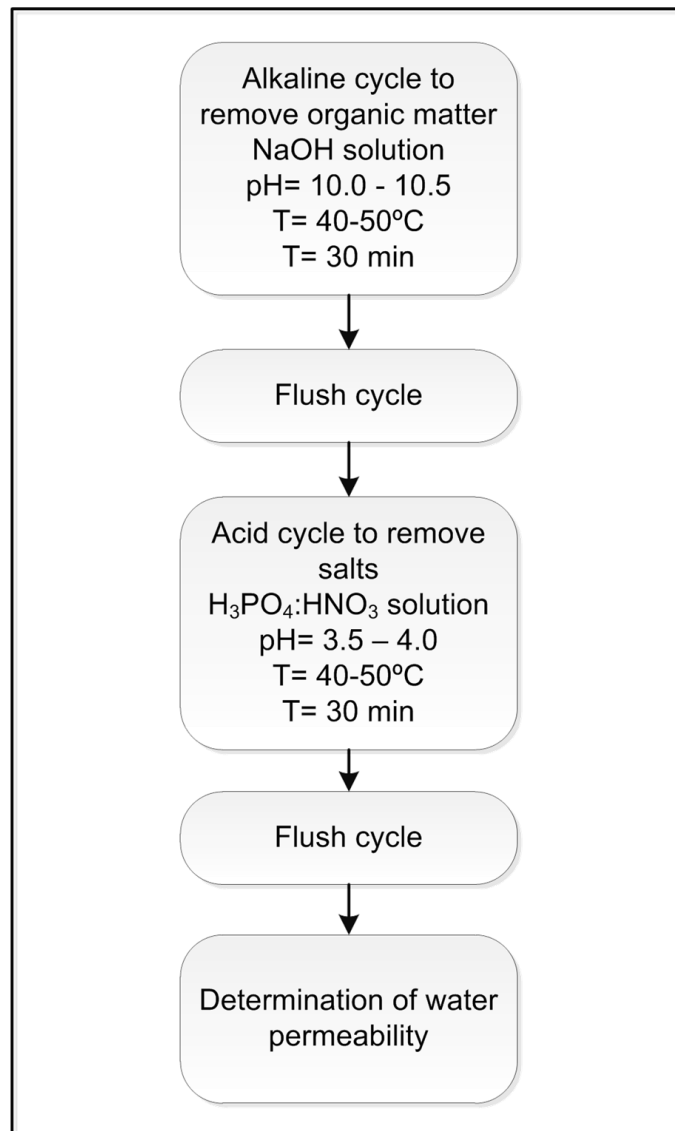 Alkaline cycle to
remove organic matter
NaOH solution
pH= 10.0 - 10.5
T= 40-50ºC
T= 30 min
Flush cycle
Acid cycle to remove
salts
H₃PO₄:HNO₃ solution
pH= 3.5 – 4.0
T= 40-50ºC
T= 30 min
Flush cycle
Determination of water
permeability